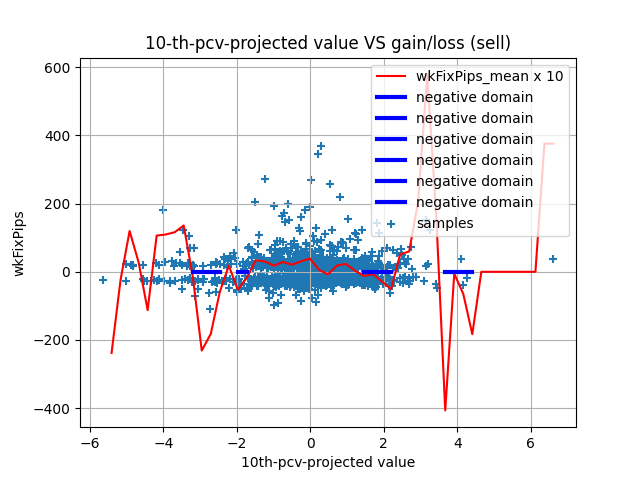 10-th-pcv-projected value VS gain/loss (sell)
600
400
200
0
−200
−400
wkFixPips
−6
−4
−2
0
2
4
6
10th-pcv-projected value
wkFixPips_mean x 10
negative domain
negative domain
negative domain
negative domain
negative domain
negative domain
samples